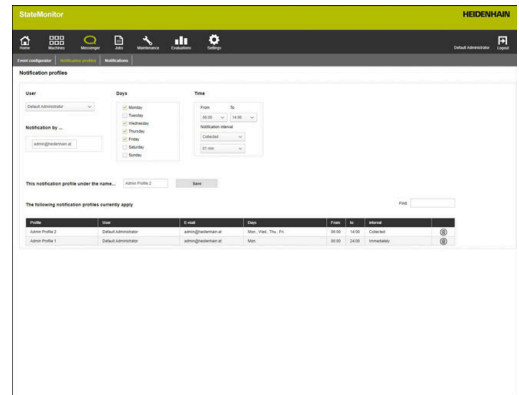 StateMonitor HEIDENHAIN
Home Machines Messenger Jobs Maintenance Evaluations Settings Default Administrator Logout
Event configurator Notification profiles Notifications
Notification profiles
User Days Time
Default Administrator Monday From To
Tuesday 06:00 14:00
Notification by ... Wednesday Notification interval
admin@heidenhain.at Thursday Collected
Friday
Saturday
Sunday
This notification profile under the name... Admin Profile 2 Save
The following notification profiles currently apply Find:
Profile User E-mail Days From to Interval
Admin Profile 2 Default Administrator admin@heidenhain.at Mon , Wed , Thu , Fri 06:00 14:00 Collected
Admin Profile 1 Default Administrator admin@heidenhain.at Mon 24:00 Immediately